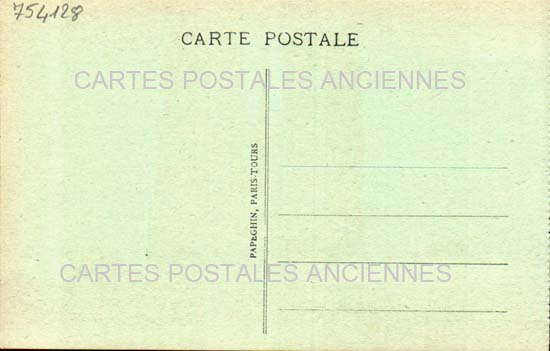 754128
CARTE POSTALE
CARTES POSTALES ANCIENNES
PAPEGHIN, PARIS-TOURS
CARTES POSTALES ANCIENNES